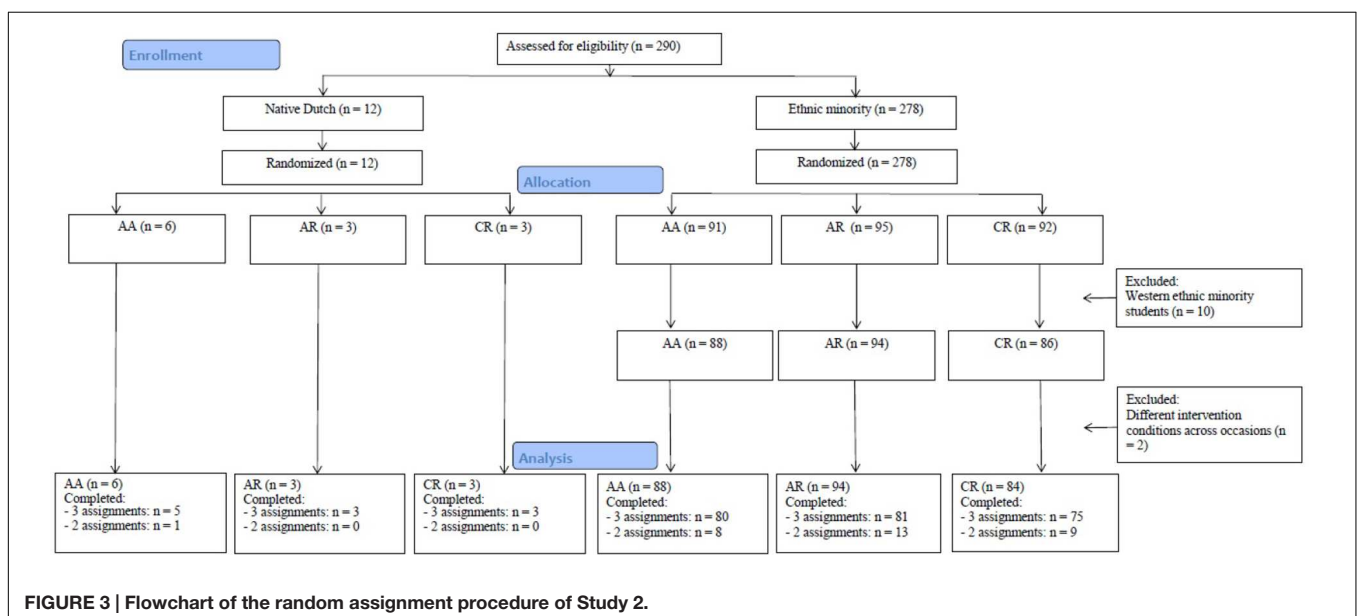 Enrollment
Assessed for eligibility (n = 290)
Native Dutch (n = 12)
Ethnic minority (n = 278)
Randomized (n = 12)
Randomized (n = 278)
Allocation
AA (n = 6)
AR (n = 3)
CR (n = 3)
AA (n = 91)
AR (n = 95)
CR (n = 92)
Excluded:
Western ethnic minority
students (n = 10)
AA (n = 88)
AR (n = 94)
CR (n = 86)
Excluded:
Different intervention
conditions across occasions (n
= 2)
Analysis
AA (n = 6)
Completed:
- 3 assignments: n = 5
- 2 assignments: n = 1
AR (n = 3)
Completed:
- 3 assignments: n = 3
- 2 assignments: n = 0
CR (n = 3)
Completed:
- 3 assignments: n = 3
- 2 assignments: n = 0
AA (n = 88)
Completed:
- 3 assignments: n = 80
- 2 assignments: n = 8
AR (n = 94)
Completed:
- 3 assignments: n = 81
- 2 assignments: n = 13
CR (n = 84)
Completed:
- 3 assignments: n = 75
- 2 assignments: n = 9
FIGURE 3 | Flowchart of the random assignment procedure of Study 2.